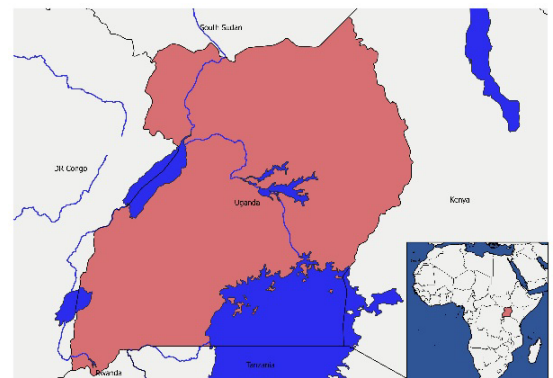 South Sudan
DR Congo
Uganda
Kenya
Rwanda
Tanzania